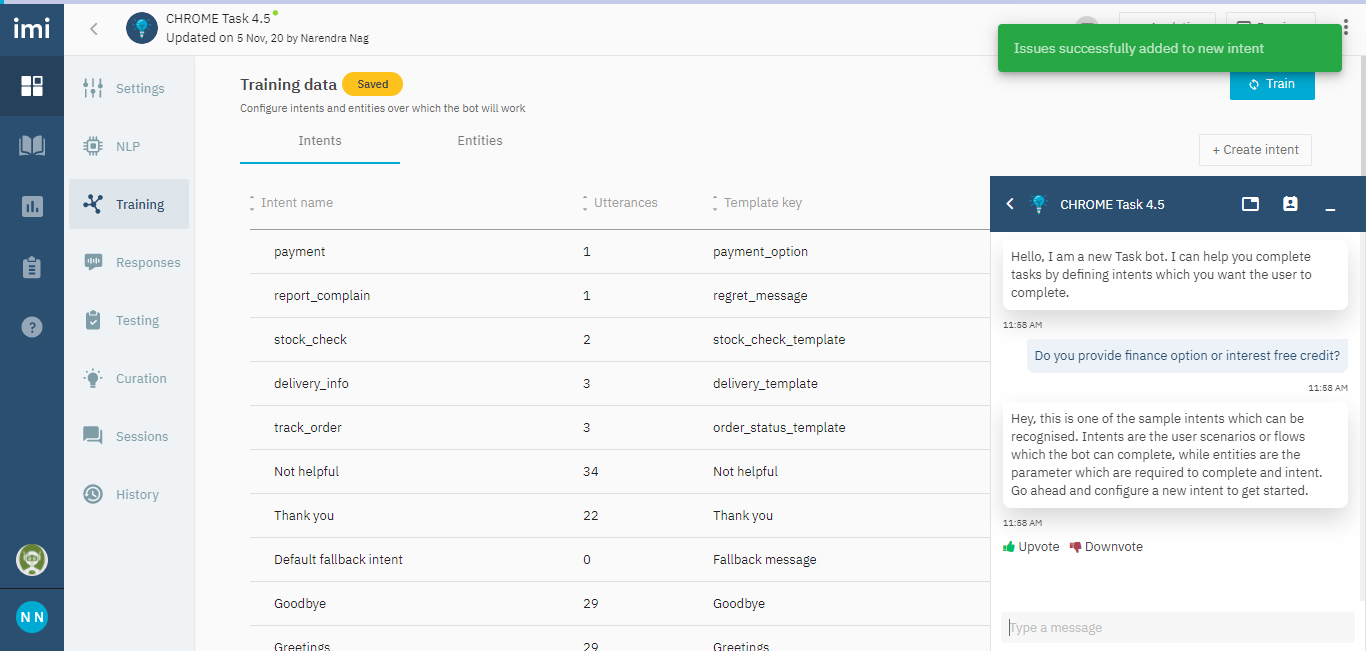 imi
CHROME Task 4.5
Updated on 5 Nov, 20 by Narendra Nag
Issues successfully added to new intent
Settings
NLP
Training
Responses
Testing
Curation
Sessions
History
N N
Training data
Saved
Configure intents and entities over which the bot will work
Train
Intents
Entities
+ Create intent
Intent name Utterances Template key
payment 1 payment_option
report_complain 1 regret_message
stock_check 2 stock_check_template
delivery_info 3 delivery_template
track_order 3 order_status_template
Not helpful 34 Not helpful
Thank you 22 Thank you
Default fallback intent 0 Fallback message
Goodbye 29 Goodbye
Greetings 29 Greetings
CHROME Task 4.5
Hello, I am a new Task bot. I can help you complete
tasks by defining intents which you want the user to
complete.
11:58 AM
Do you provide finance option or interest free credit?
11:58 AM
Hey, this is one of the sample intents which can be
recognised. Intents are the user scenarios or flows
which the bot can complete, while entities are the
parameter which are required to complete and intent.
Go ahead and configure a new intent to get started.
11:58 AM
Upvote Downvote
Type a message